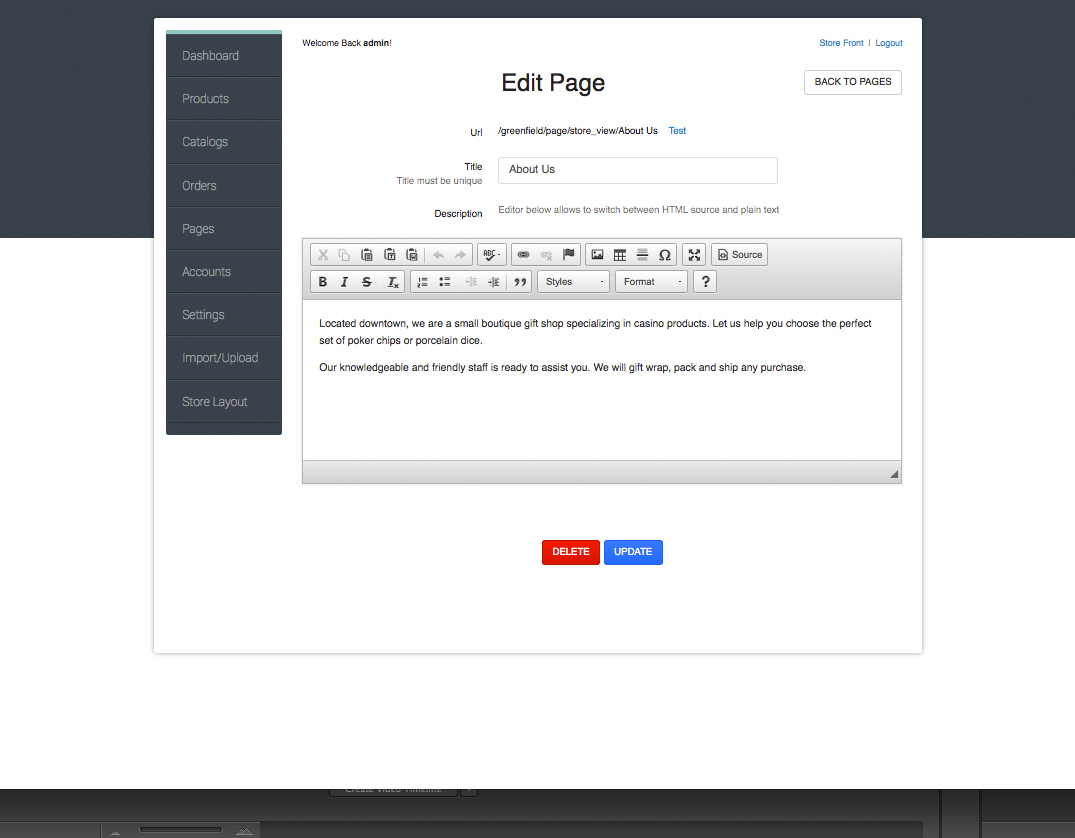 Welcome Back admin!
Store Front | Logout
Dashboard
Products
Catalogs
Orders
Pages
Accounts
Settings
Import/Upload
Store Layout
Edit Page
BACK TO PAGES
Url /greenfield/page/store_view/About Us Test
Title About Us
Title must be unique
Description Editor below allows to switch between HTML source and plain text
ABC Ω Source
B I S Tx Styles Format ?
Located downtown, we are a small boutique gift shop specializing in casino products. Let us help you choose the perfect
set of poker chips or porcelain dice.
Our knowledgeable and friendly staff is ready to assist you. We will gift wrap, pack and ship any purchase.
DELETE UPDATE
Create Video Timeline